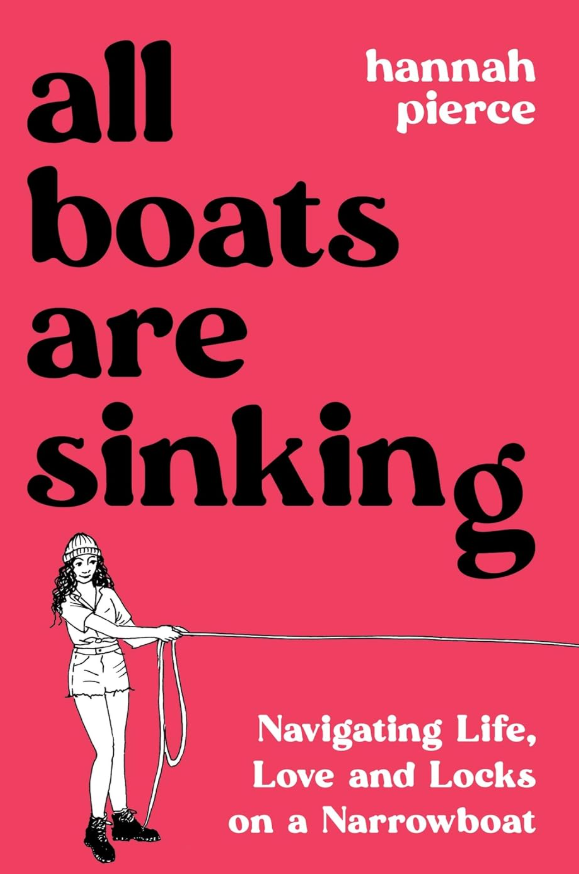 all
boats
are
sinking
hannah
pierce
Navigating Life,
Love and Locks
on a Narrowboat